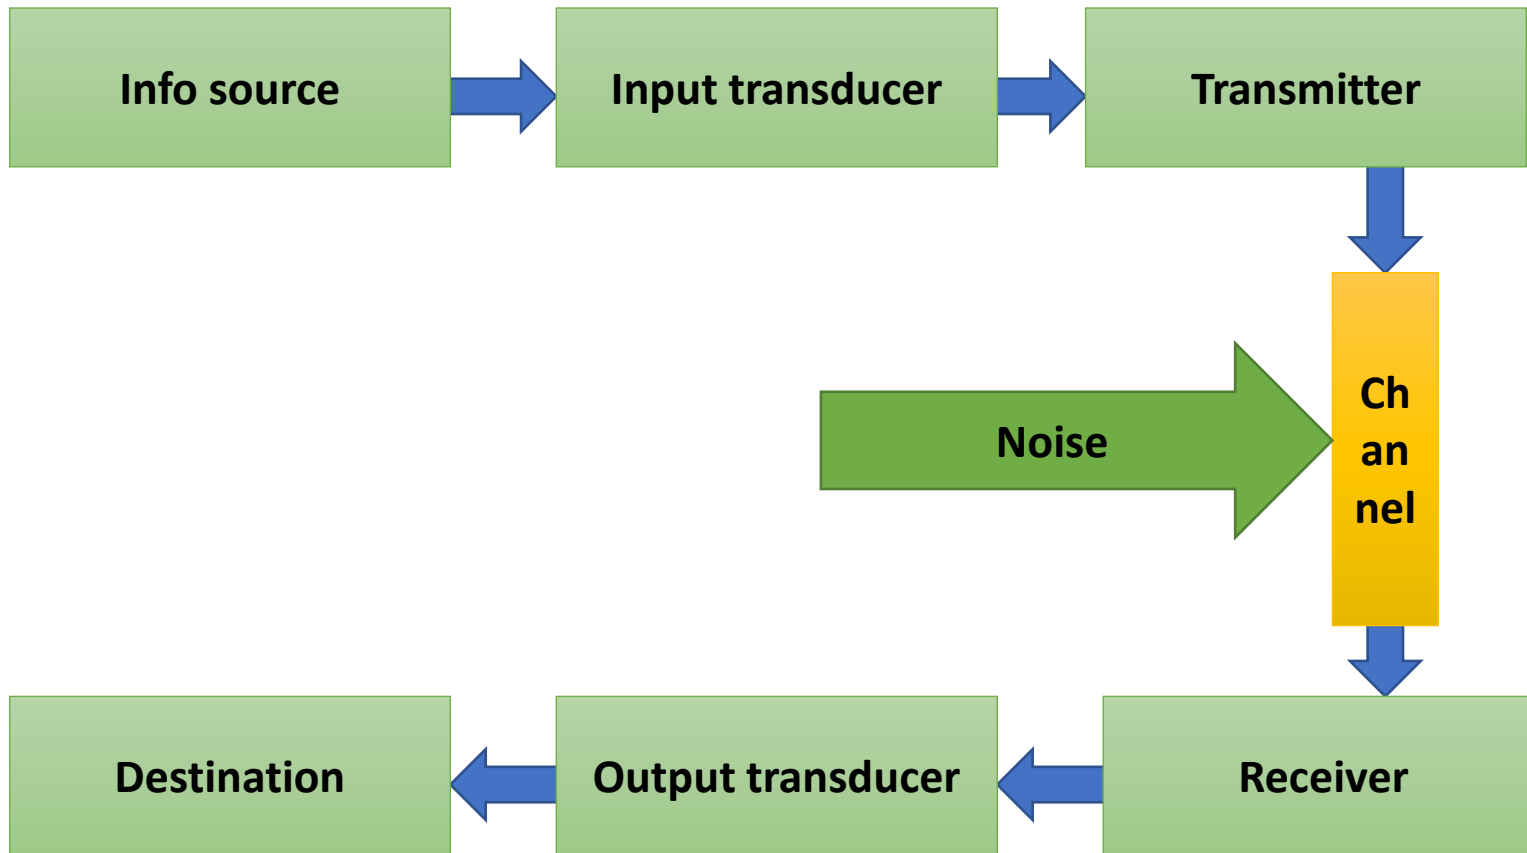 Info source
Input transducer
Transmitter
Ch
an
nel
Noise
Destination
Output transducer
Receiver